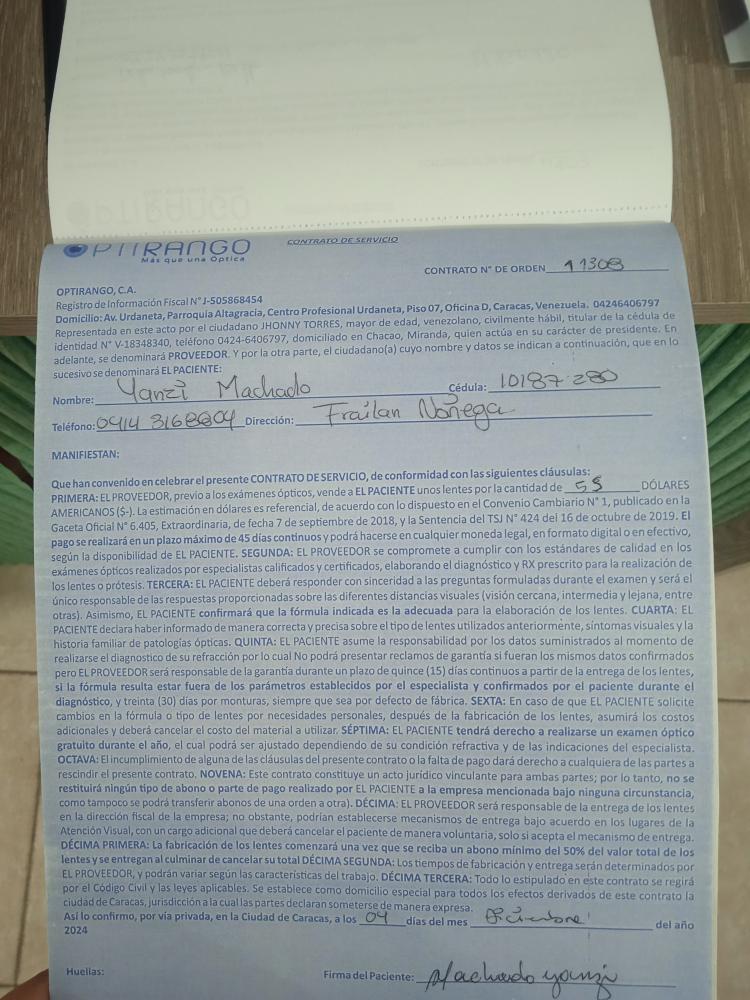 OPTIRANGO
Más que una Óptica
CONTRATO DE SERVICIO
CONTRATO N° DE ORDEN 11308
OPTIRANGO, C.A.
Registro de Información Fiscal N° J-505868454
Domicilio: Av. Urdaneta, Parroquia Altagracia, Centro Profesional Urdaneta, Piso 07, Oficina D, Caracas, Venezuela. 04246406797
Representada en este acto por el ciudadano JHONNY TORRES, mayor de edad, venezolano, civilmente hábil, titular de la cédula de
identidad N° V-18348340, teléfono 0424-6406797, domiciliado en Chacao, Miranda, quien actúa en su carácter de presidente. En
adelante, se denominará PROVEEDOR. Y por la otra parte, el ciudadano(a) cuyo nombre y datos se indican a continuación, que en lo
sucesivo se denominará EL PACIENTE:
Nombre: Yanzi Machado Cédula: 10187280
Teléfono: 0414 3168804 Dirección: Frailan Noñega
MANIFIESTAN:
Que han convenido en celebrar el presente CONTRATO DE SERVICIO, de conformidad con las siguientes cláusulas:
PRIMERA: EL PROVEEDOR, previo a los exámenes ópticos, vende a EL PACIENTE unos lentes por la cantidad de 55 DÓLARES
AMERICANOS ($-). La estimación en dólares es referencial, de acuerdo con lo dispuesto en el Convenio Cambiario N° 1, publicado en la
Gaceta Oficial N° 6.405, Extraordinaria, de fecha 7 de septiembre de 2018, y la Sentencia del TSJ N° 424 del 16 de octubre de 2019. El
pago se realizará en un plazo máximo de 45 días continuos y podrá hacerse en cualquier moneda legal, en formato digital o en efectivo,
según la disponibilidad de EL PACIENTE. SEGUNDA: EL PROVEEDOR se compromete a cumplir con los estándares de calidad en los
exámenes ópticos realizados por especialistas calificados y certificados, elaborando el diagnóstico y RX prescrito para la realización de
los lentes o prótesis. TERCERA: EL PACIENTE deberá responder con sinceridad a las preguntas formuladas durante el examen y será el
único responsable de las respuestas proporcionadas sobre las diferentes distancias visuales (visión cercana, intermedia y lejana, entre
otras). Asimismo, EL PACIENTE confirmará que la fórmula indicada es la adecuada para la elaboración de los lentes. CUARTA: EL
PACIENTE declara haber informado de manera correcta y precisa sobre el tipo de lentes utilizados anteriormente, síntomas visuales y la
historia familiar de patologías ópticas. QUINTA: EL PACIENTE asume la responsabilidad por los datos suministrados al momento de
realizarse el diagnostico de su refracción por lo cual No podrá presentar reclamos de garantía si fueran los mismos datos confirmados
pero EL PROVEEDOR será responsable de la garantía durante un plazo de quince (15) días continuos a partir de la entrega de los lentes,
si la fórmula resulta estar fuera de los parámetros establecidos por el especialista y confirmados por el paciente durante el
diagnóstico, y treinta (30) días por monturas, siempre que sea por defecto de fábrica. SEXTA: En caso de que EL PACIENTE solicite
cambios en la fórmula o tipo de lentes por necesidades personales, después de la fabricación de los lentes, asumirá los costos
adicionales y deberá cancelar el costo del material a utilizar. SÉPTIMA: EL PACIENTE tendrá derecho a realizarse un examen óptico
gratuito durante el año, el cual podrá ser ajustado dependiendo de su condición refractiva y de las indicaciones del especialista.
OCTAVA: El incumplimiento de alguna de las cláusulas del presente contrato o la falta de pago dará derecho a cualquiera de las partes a
rescindir el presente contrato. NOVENA: Este contrato constituye un acto jurídico vinculante para ambas partes; por lo tanto, no se
restituirá ningún tipo de abono o parte de pago realizado por EL PACIENTE a la empresa mencionada bajo ninguna circunstancia,
como tampoco se podrá transferir abonos de una orden a otra). DÉCIMA: EL PROVEEDOR será responsable de la entrega de los lentes
en la dirección fiscal de la empresa; no obstante, podrían establecerse mecanismos de entrega bajo acuerdo en los lugares de la
Atención Visual, con un cargo adicional que deberá cancelar el paciente de manera voluntaria, solo si acepta el mecanismo de entrega.
DÉCIMA PRIMERA: La fabricación de los lentes comenzará una vez que se reciba un abono mínimo del 50% del valor total de los
lentes y se entregan al culminar de cancelar su total DÉCIMA SEGUNDA: Los tiempos de fabricación y entrega serán determinados por
EL PROVEEDOR, y podrán variar según las características del trabajo. DÉCIMA TERCERA: Todo lo estipulado en este contrato se regirá
por el Código Civil y las leyes aplicables. Se establece como domicilio especial para todos los efectos derivados de este contrato la
ciudad de Caracas, jurisdicción a la cual las partes declaran someterse de manera expresa.
Así lo confirmo, por vía privada, en la Ciudad de Caracas, a los 04 días del mes Diciembre del año
2024
Huellas: Firma del Paciente: Machado yanzi